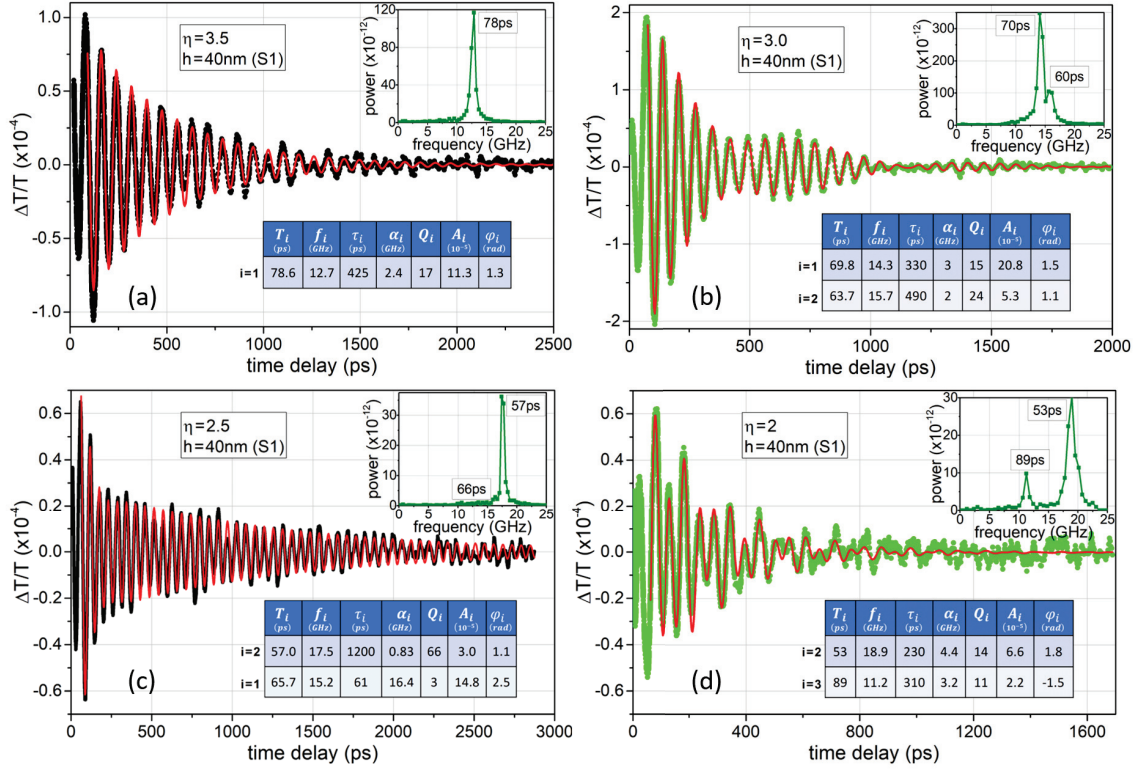 η=3.5
h=40nm (S1)
78ps
power (x10⁻¹²)
120
80
40
0
0 5 10 15 20 25
frequency (GHz)
ΔT/T (x10⁻⁴)
1.0
0.5
0.0
-0.5
-1.0
Tᵢ (ps) fᵢ (GHz) τᵢ (ps) αᵢ (GHz) Qᵢ Aᵢ (10⁻⁵) φᵢ (rad)
i=1 78.6 12.7 425 2.4 17 11.3 1.3
(a)
0 500 1000 1500 2000 2500
time delay (ps)
η=3.0
h=40nm (S1)
70ps
60ps
power (x10⁻¹²)
300
200
100
0
0 5 10 15 20 25
frequency (GHz)
ΔT/T (x10⁻⁴)
2
1
0
-1
-2
Tᵢ (ps) fᵢ (GHz) τᵢ (ps) αᵢ (GHz) Qᵢ Aᵢ (10⁻⁵) φᵢ (rad)
i=1 69.8 14.3 330 3 15 20.8 1.5
i=2 63.7 15.7 490 2 24 5.3 1.1
(b)
0 500 1000 1500 2000
time delay (ps)
η=2.5
h=40nm (S1)
57ps
66ps
power (x10⁻¹²)
30
20
10
0
0 5 10 15 20 25
frequency (GHz)
ΔT/T (x10⁻⁴)
0.6
0.4
0.2
0.0
-0.2
-0.4
-0.6
Tᵢ (ps) fᵢ (GHz) τᵢ (ps) αᵢ (GHz) Qᵢ Aᵢ (10⁻⁵) φᵢ (rad)
i=2 57.0 17.5 1200 0.83 66 3.0 1.1
i=1 65.7 15.2 61 16.4 3 14.8 2.5
(c)
0 500 1000 1500 2000 2500 3000
time delay (ps)
η=2
h=40nm (S1)
53ps
89ps
power (x10⁻¹²)
30
20
10
0
0 5 10 15 20 25
frequency (GHz)
ΔT/T (x10⁻⁴)
0.6
0.4
0.2
0.0
-0.2
-0.4
-0.6
Tᵢ (ps) fᵢ (GHz) τᵢ (ps) αᵢ (GHz) Qᵢ Aᵢ (10⁻⁵) φᵢ (rad)
i=2 53 18.9 230 4.4 14 6.6 1.8
i=3 89 11.2 310 3.2 11 2.2 -1.5
(d)
0 400 800 1200 1600
time delay (ps)